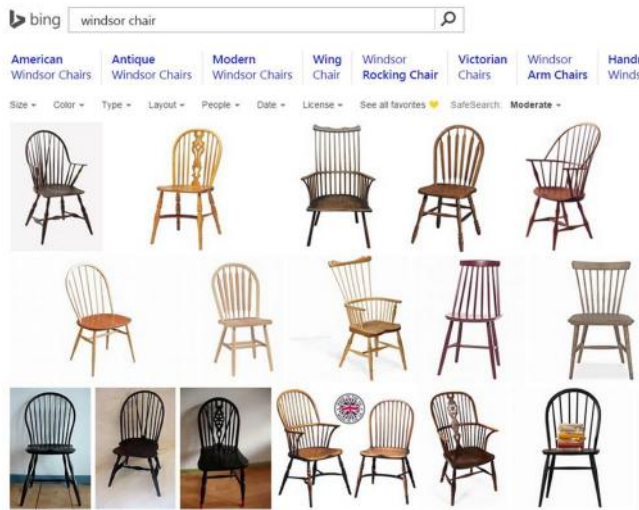 bing windsor chair
American Windsor Chairs
Antique Windsor Chairs
Modern Windsor Chairs
Wing Chair
Windsor Rocking Chair
Victorian Chairs
Windsor Arm Chairs
Size Color Type Layout People Date License See all favorites SafeSearch: Moderate